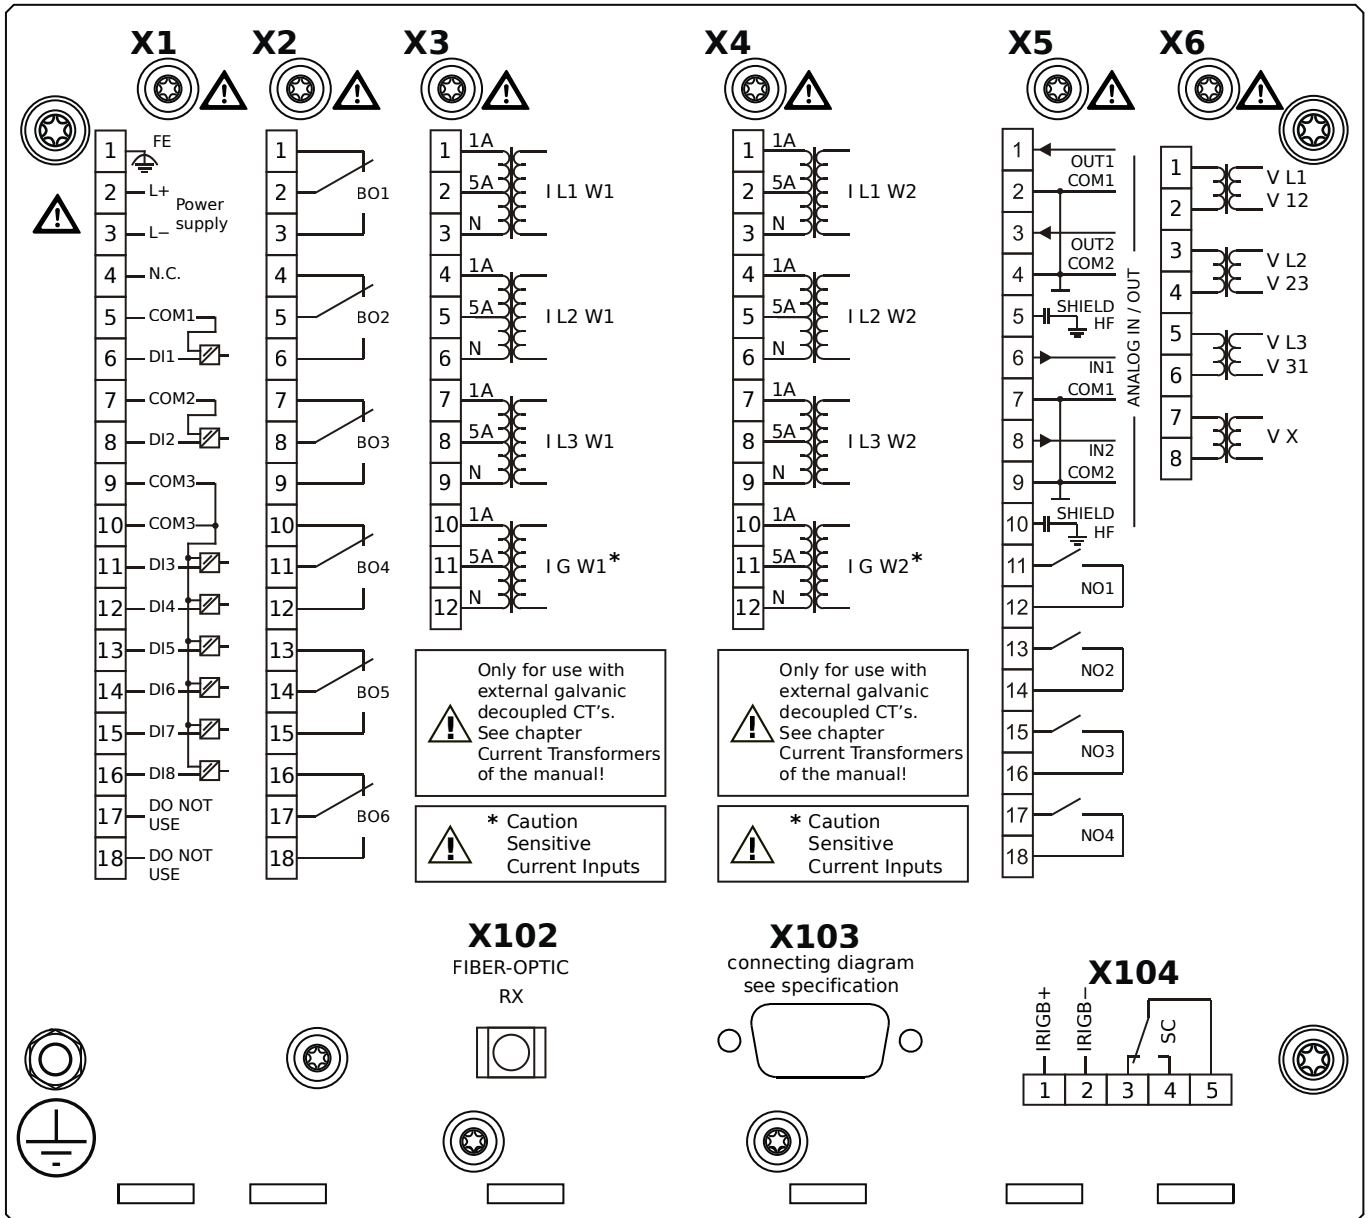 X1
1
FE
2
L+
Power
supply
3
L−
4
N.C.
5
COM1
6
DI1
7
COM2
8
DI2
9
COM3
10
COM3
11
DI3
12
DI4
13
DI5
14
DI6
15
DI7
16
DI8
17
DO NOT
USE
18
DO NOT
USE
X2
1
2
BO1
3
4
5
BO2
6
7
8
BO3
9
10
11
BO4
12
13
14
BO5
15
16
17
BO6
18
X3
1
1A
2
5A
I L1 W1
3
N
4
1A
5
5A
I L2 W1
6
N
7
1A
8
5A
I L3 W1
9
N
10
1A
11
5A
I G W1*
12
N
Only for use with
external galvanic
decoupled CT's.
See chapter
Current Transformers
of the manual!
* Caution
Sensitive
Current Inputs
X4
1
1A
2
5A
I L1 W2
3
N
4
1A
5
5A
I L2 W2
6
N
7
1A
8
5A
I L3 W2
9
N
10
1A
11
5A
I G W2*
12
N
Only for use with
external galvanic
decoupled CT's.
See chapter
Current Transformers
of the manual!
* Caution
Sensitive
Current Inputs
X5
1
OUT1
2
COM1
3
OUT2
4
COM2
5
SHIELD
HF
6
IN1
7
COM1
8
IN2
9
COM2
10
SHIELD
HF
ANALOG IN / OUT
11
NO1
12
13
NO2
14
15
NO3
16
17
NO4
18
X6
1
V L1
2
V 12
3
V L2
4
V 23
5
V L3
6
V 31
7
V X
8
X102
FIBER-OPTIC
RX
X103
connecting diagram
see specification
X104
IRIGB+
IRIGB−
SC
1
2
3
4
5